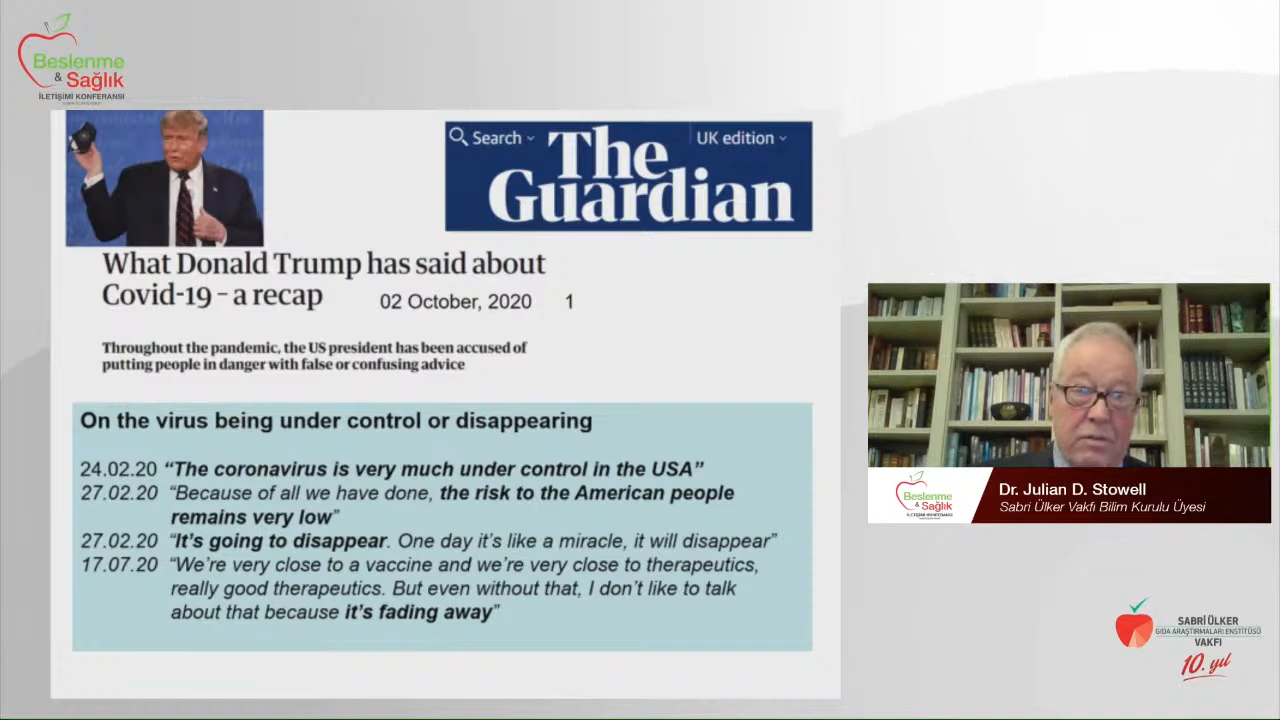 Beslenme
& Sağlık
İLETİŞİMİ KONFERANSI
Search
UK edition
The
Guardian
What Donald Trump has said about
Covid-19 – a recap
02 October, 2020 1
Throughout the pandemic, the US president has been accused of
putting people in danger with false or confusing advice
On the virus being under control or disappearing
24.02.20 “The coronavirus is very much under control in the USA”
27.02.20 “Because of all we have done, the risk to the American people
remains very low”
27.02.20 “It’s going to disappear. One day it’s like a miracle, it will disappear”
17.07.20 “We’re very close to a vaccine and we’re very close to therapeutics,
really good therapeutics. But even without that, I don’t like to talk
about that because it’s fading away”
Beslenme
& Sağlık
İLETİŞİMİ KONFERANSI
Dr. Julian D. Stowell
Sabri Ülker Vakfı Bilim Kurulu Üyesi
SABRİ ÜLKER
GIDA ARAŞTIRMALARI ENSTİTÜSÜ
VAKFI
10. yıl